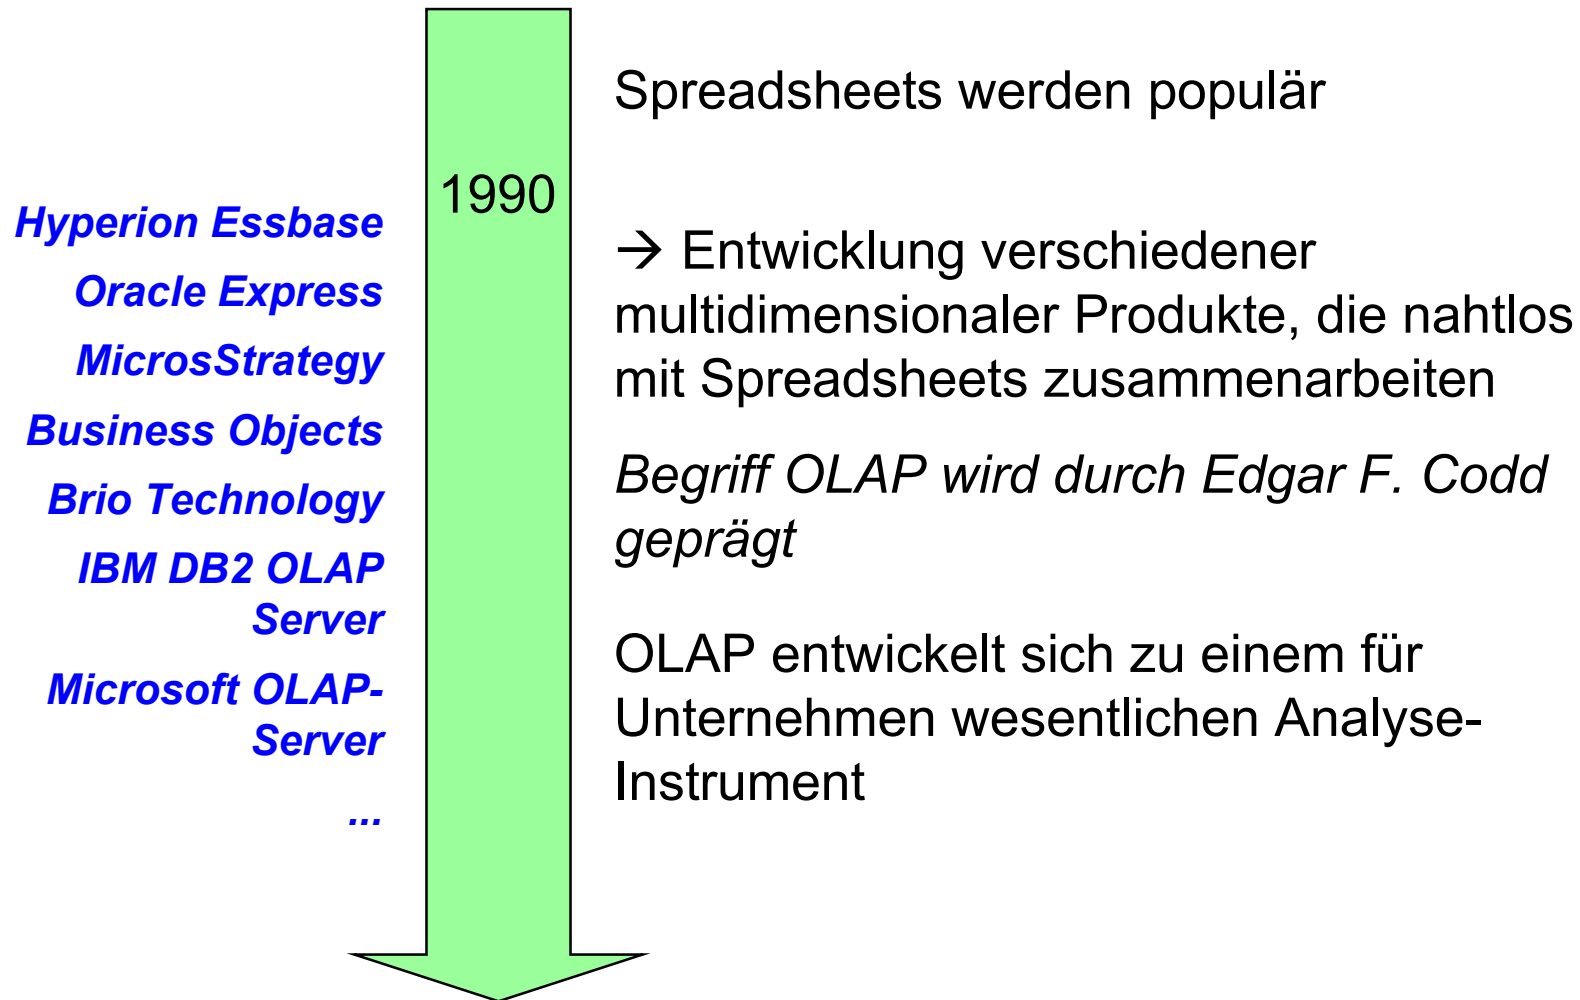 Spreadsheets werden populär
1990
Hyperion Essbase
Oracle Express
MicrosStrategy
Business Objects
Brio Technology
IBM DB2 OLAP
Server
Microsoft OLAP-
Server
...
→ Entwicklung verschiedener
multidimensionaler Produkte, die nahtlos
mit Spreadsheets zusammenarbeiten
Begriff OLAP wird durch Edgar F. Codd
geprägt
OLAP entwickelt sich zu einem für
Unternehmen wesentlichen Analyse-
Instrument